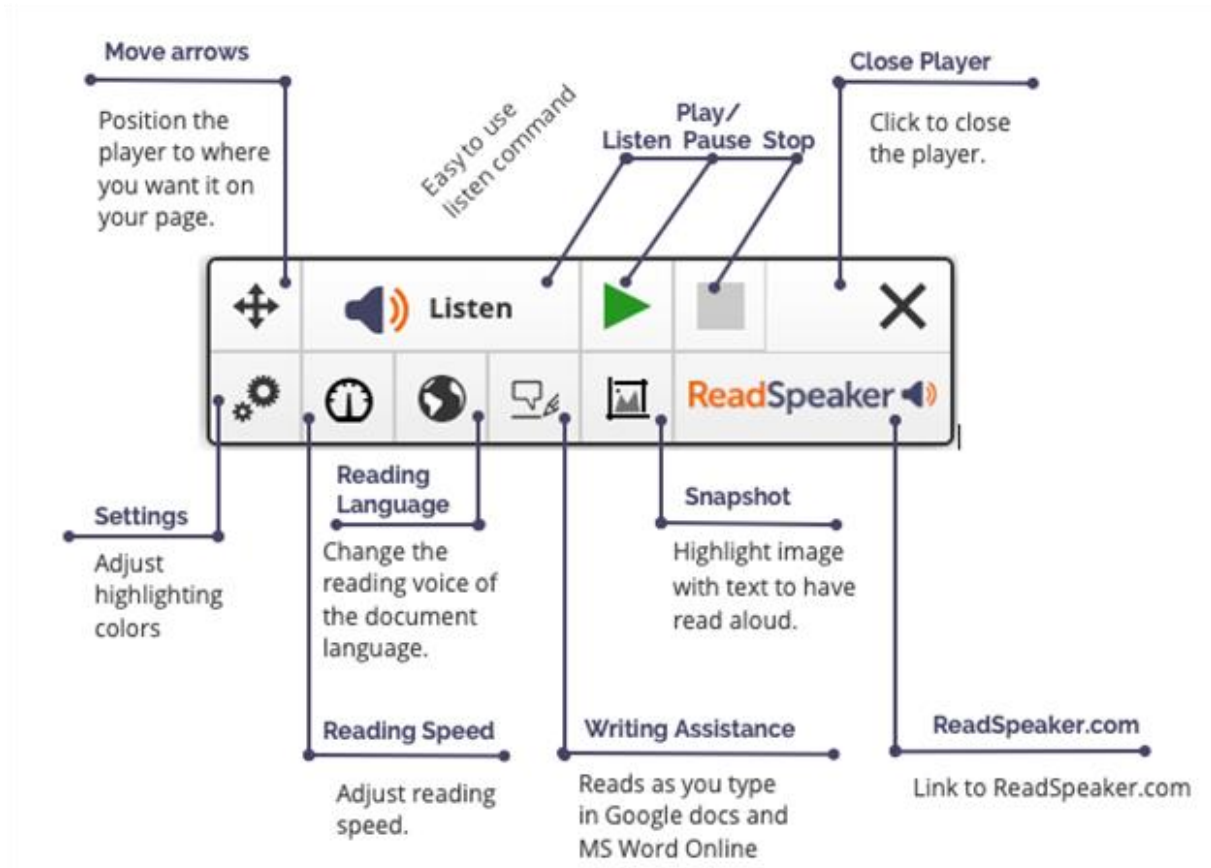 Move arrows
Position the
player to where
you want it on
your page.
Easy to use
listen command
Play/
Listen Pause Stop
Close Player
Click to close
the player.
Listen
ReadSpeaker
Settings
Adjust
highlighting
colors
Reading
Language
Change the
reading voice of
the document
language.
Snapshot
Highlight image
with text to have
read aloud.
Reading Speed
Adjust reading
speed.
Writing Assistance
Reads as you type
in Google docs and
MS Word Online
ReadSpeaker.com
Link to ReadSpeaker.com